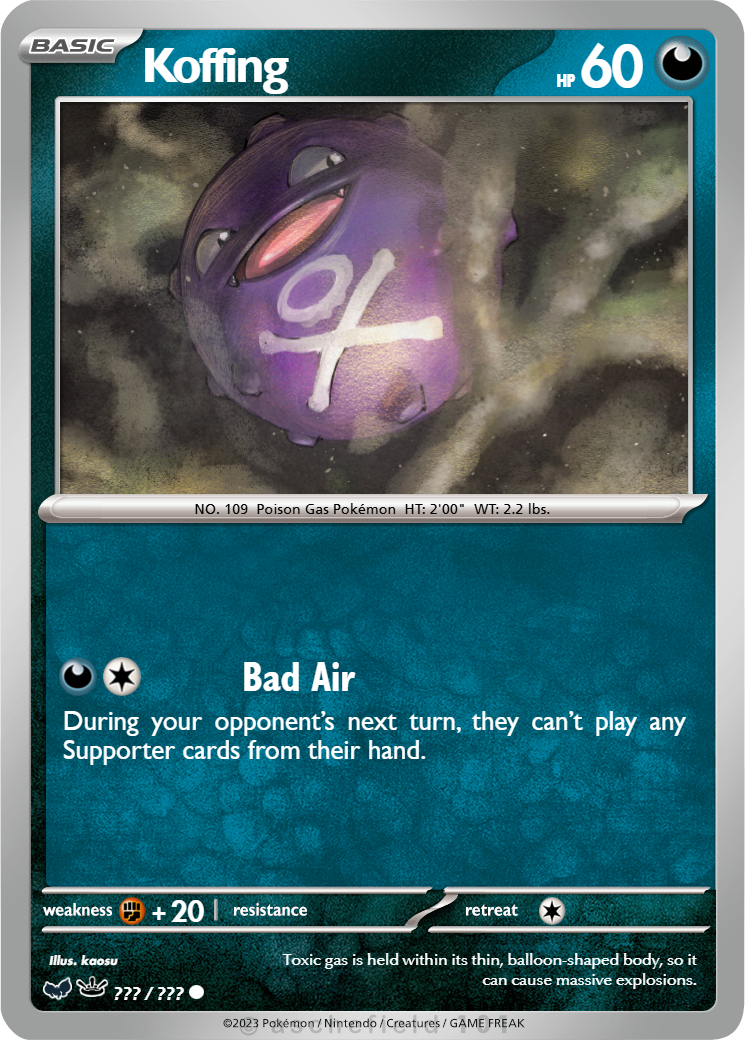 BASIC
Koffing
HP 60
NO. 109 Poison Gas Pokémon HT: 2'00" WT: 2.2 lbs.
Bad Air
During your opponent’s next turn, they can’t play any
Supporter cards from their hand.
weakness + 20 resistance retreat
Illus. kaosu
Toxic gas is held within its thin, balloon-shaped body, so it
can cause massive explosions.
??? / ???
©2023 Pokémon / Nintendo / Creatures / GAME FREAK